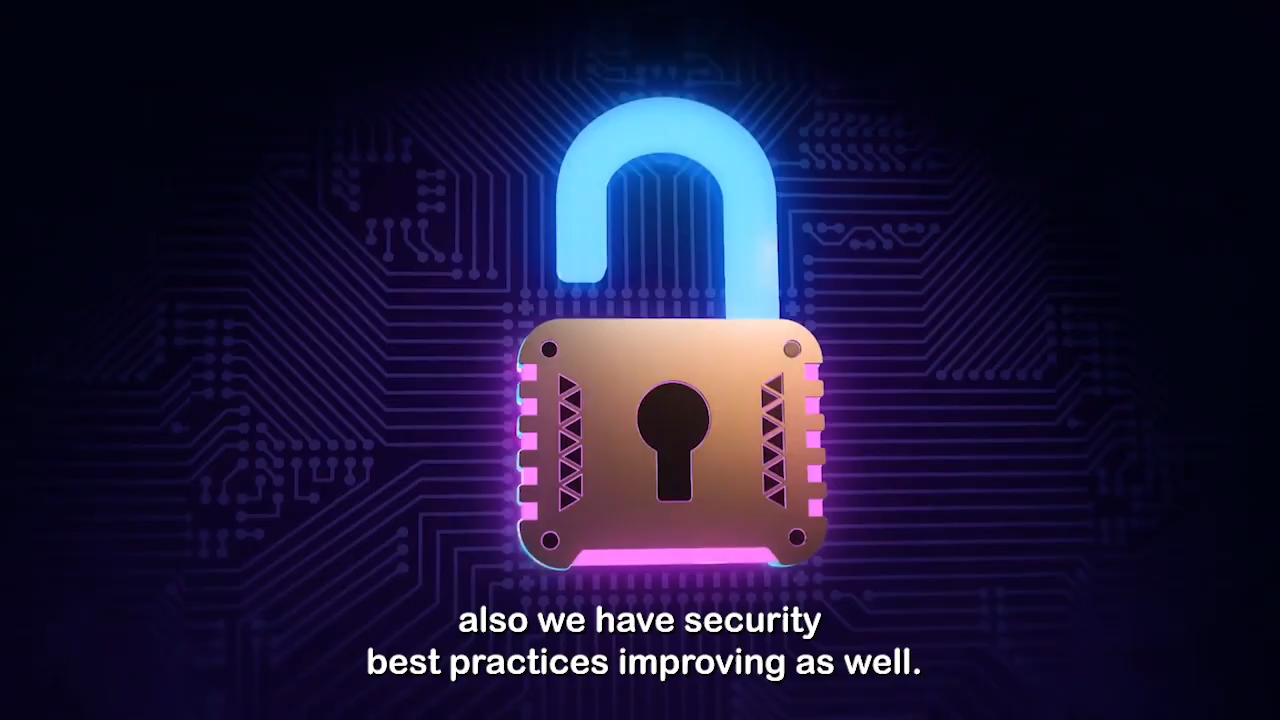 also we have security
best practices improving as well.